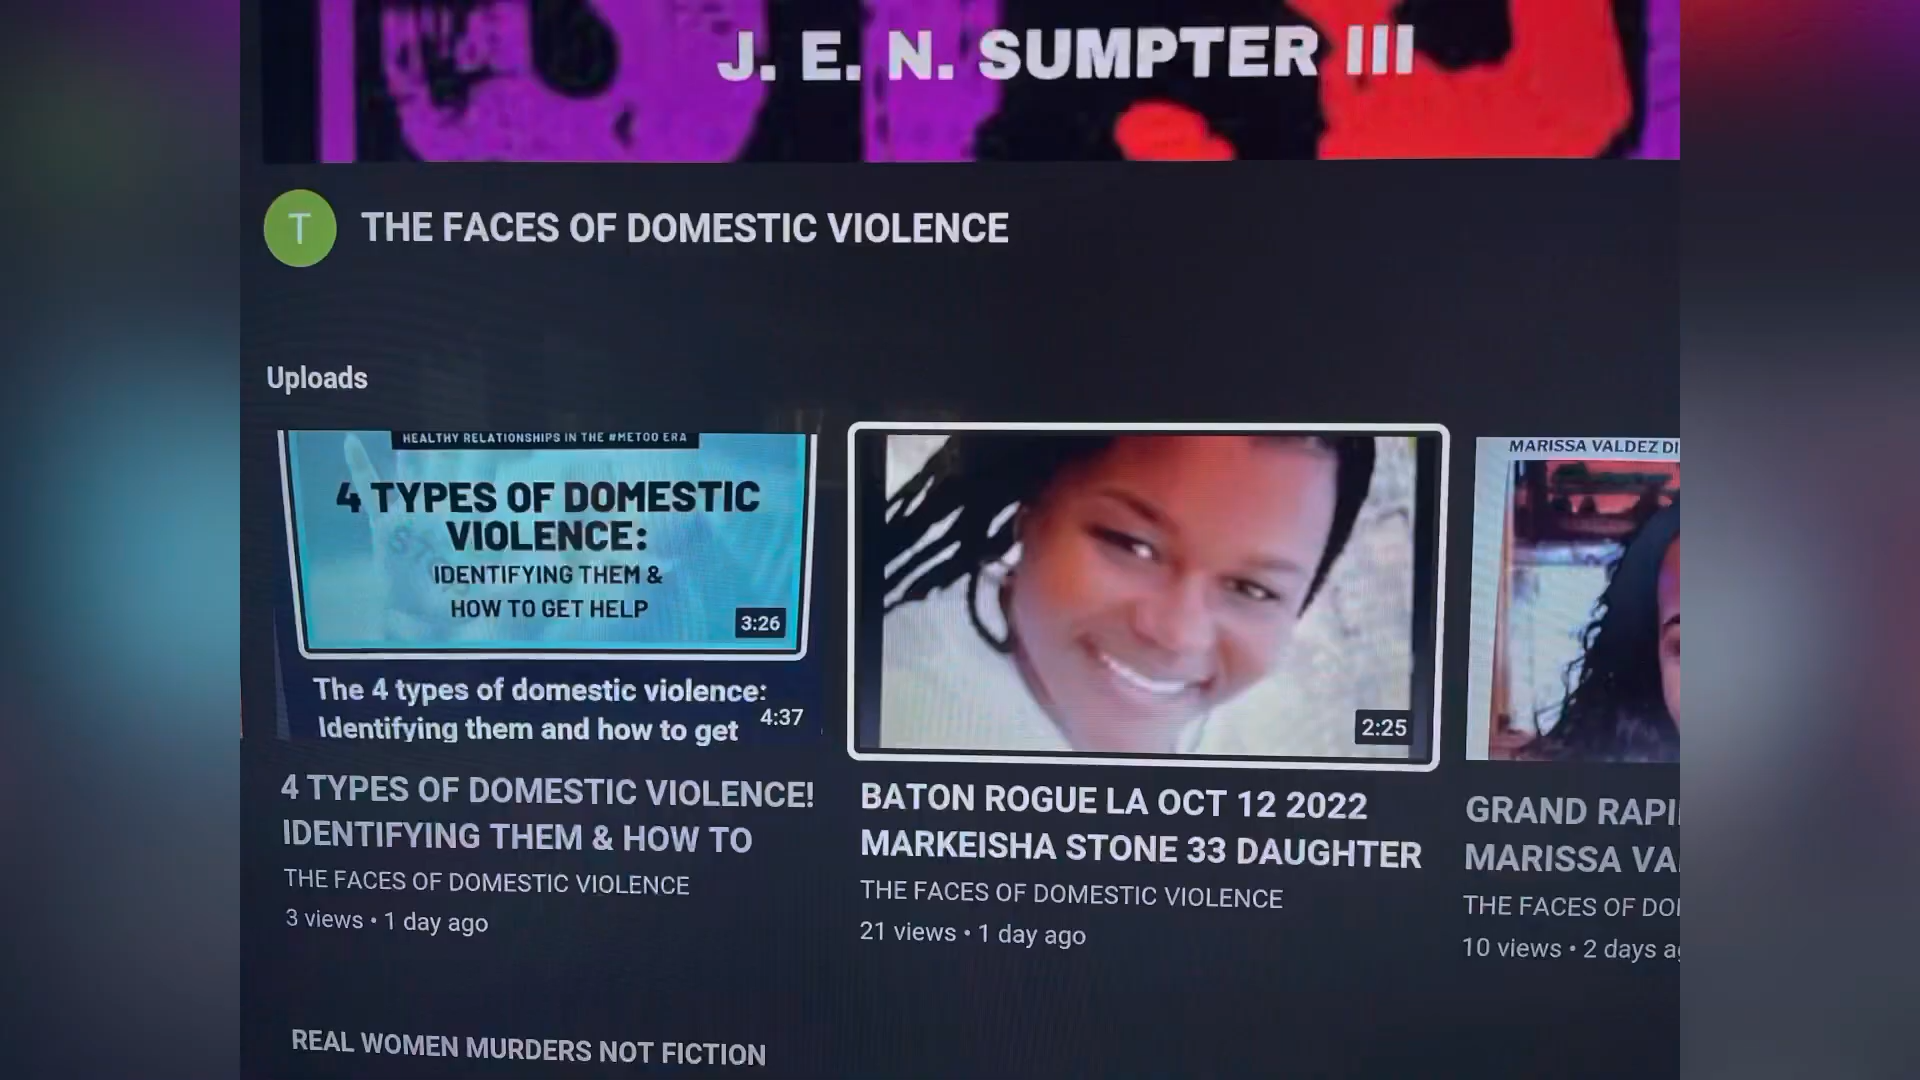 J. E. N. SUMPTER III
T
THE FACES OF DOMESTIC VIOLENCE
Uploads
HEALTHY RELATIONSHIPS IN THE #METOO ERA
4 TYPES OF DOMESTIC
VIOLENCE:
IDENTIFYING THEM &
HOW TO GET HELP
3:26
The 4 types of domestic violence:
Identifying them and how to get
4:37
4 TYPES OF DOMESTIC VIOLENCE!
IDENTIFYING THEM & HOW TO
THE FACES OF DOMESTIC VIOLENCE
3 views • 1 day ago
2:25
BATON ROGUE LA OCT 12 2022
MARKEISHA STONE 33 DAUGHTER
THE FACES OF DOMESTIC VIOLENCE
21 views • 1 day ago
MARISSA VALDEZ DI
GRAND RAPI
MARISSA VA
THE FACES OF DO
10 views • 2 days a
REAL WOMEN MURDERS NOT FICTION